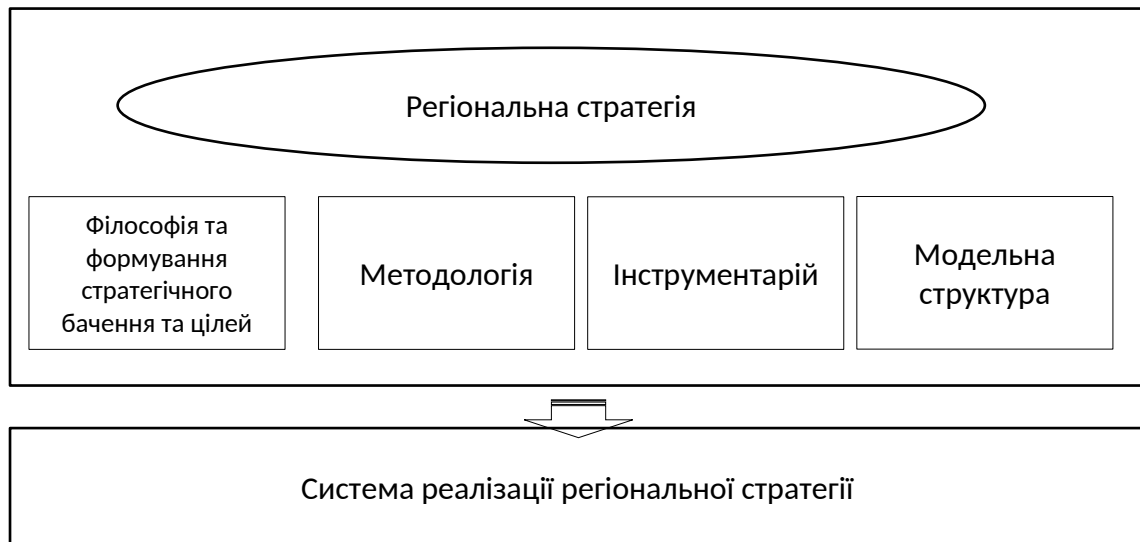 Регіональна стратегія
Філософія та
формування
стратегічного
бачення та цілей
Методологія
Інструментарій
Модельна
структура
Система реалізації регіональної стратегії